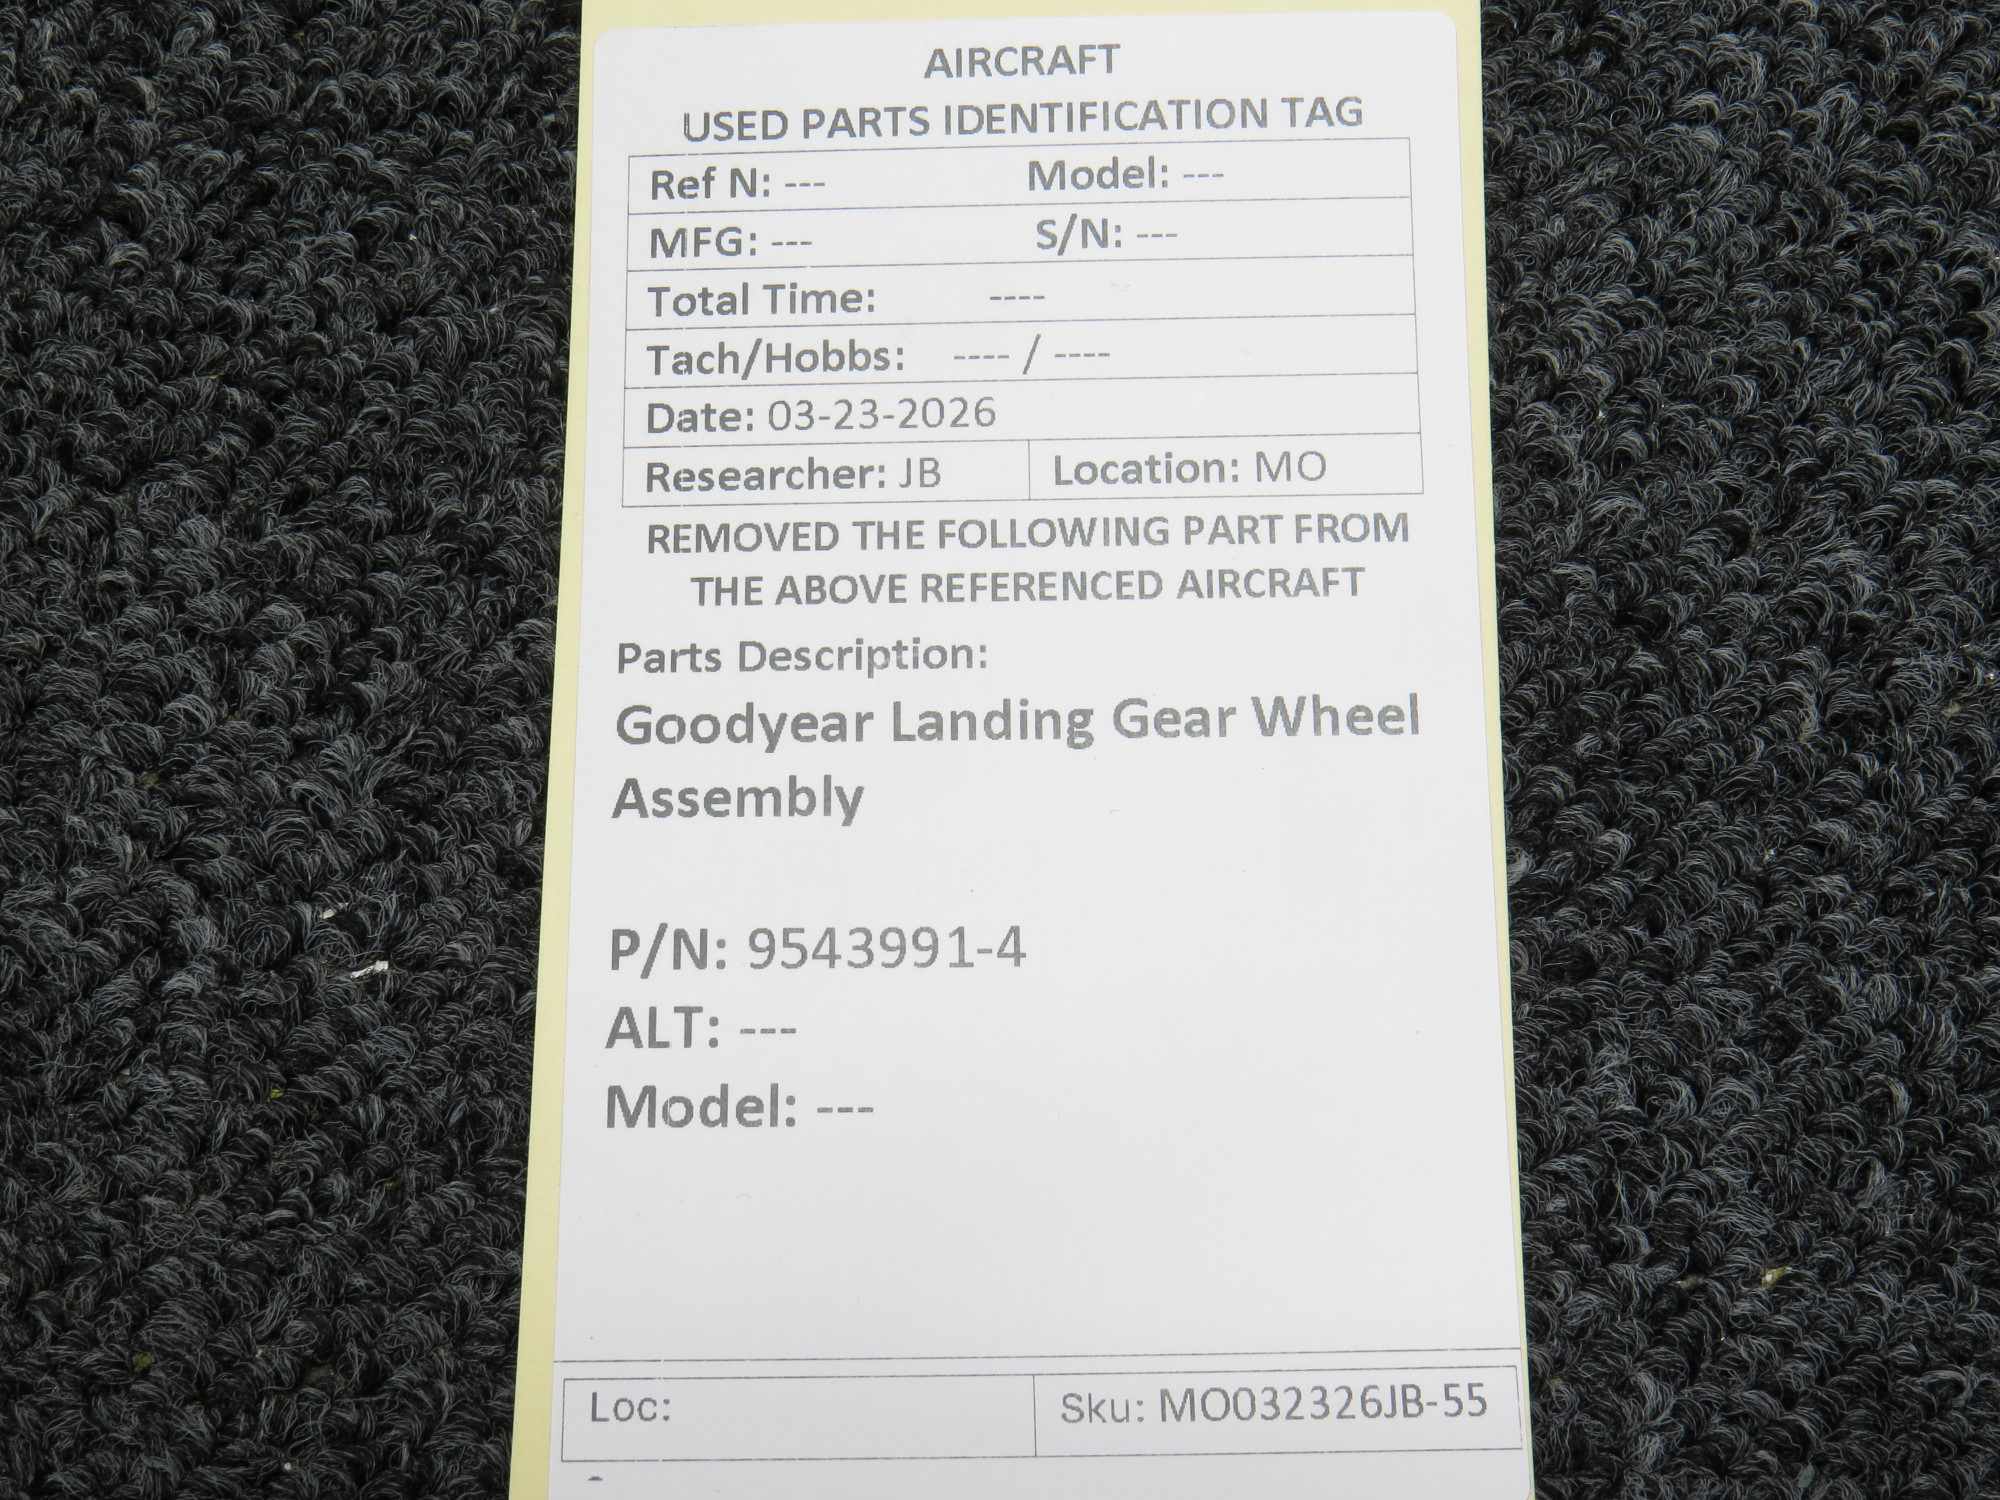 AIRCRAFT
USED PARTS IDENTIFICATION TAG
Ref N: --- Model: ---
MFG: --- S/N: ---
Total Time: ----
Tach/Hobbs: ---- / ----
Date: 03-23-2026
Researcher: JB Location: MO
REMOVED THE FOLLOWING PART FROM
THE ABOVE REFERENCED AIRCRAFT
Parts Description:
Goodyear Landing Gear Wheel
Assembly
P/N: 9543991-4
ALT: ---
Model: ---
Loc: Sku: MO032326JB-55